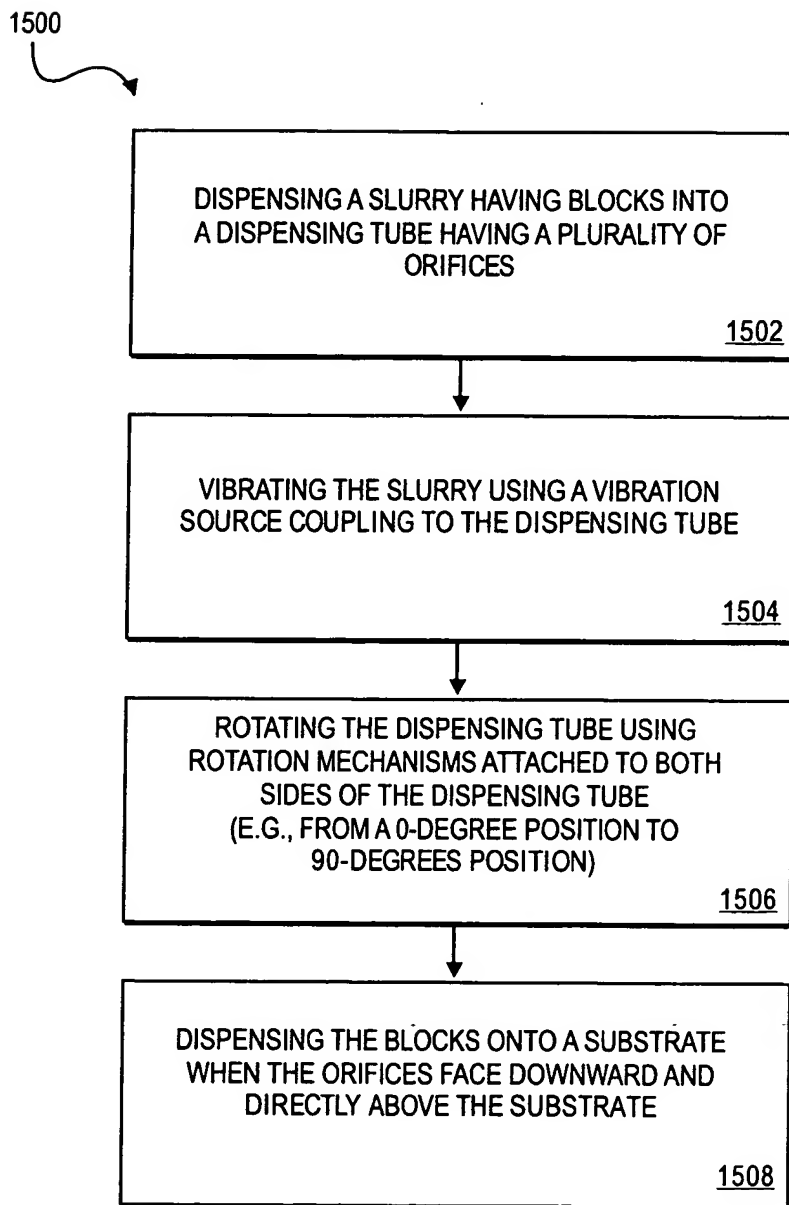 1500
DISPENSING A SLURRY HAVING BLOCKS INTO
A DISPENSING TUBE HAVING A PLURALITY OF
ORIFICES
1502
VIBRATING THE SLURRY USING A VIBRATION
SOURCE COUPLING TO THE DISPENSING TUBE
1504
ROTATING THE DISPENSING TUBE USING
ROTATION MECHANISMS ATTACHED TO BOTH
SIDES OF THE DISPENSING TUBE
(E.G., FROM A 0-DEGREE POSITION TO
90-DEGREES POSITION)
1506
DISPENSING THE BLOCKS ONTO A SUBSTRATE
WHEN THE ORIFICES FACE DOWNWARD AND
DIRECTLY ABOVE THE SUBSTRATE
1508